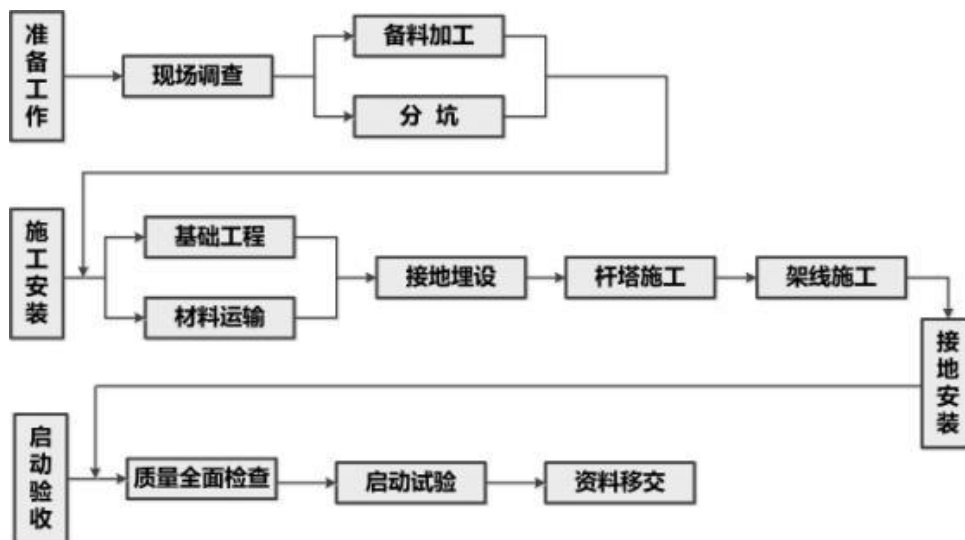 准备工作
现场调查
备料加工
分 坑
施工安装
基础工程
材料运输
接地埋设
杆塔施工
架线施工
接地安装
启动验收
质量全面检查
启动试验
资料移交